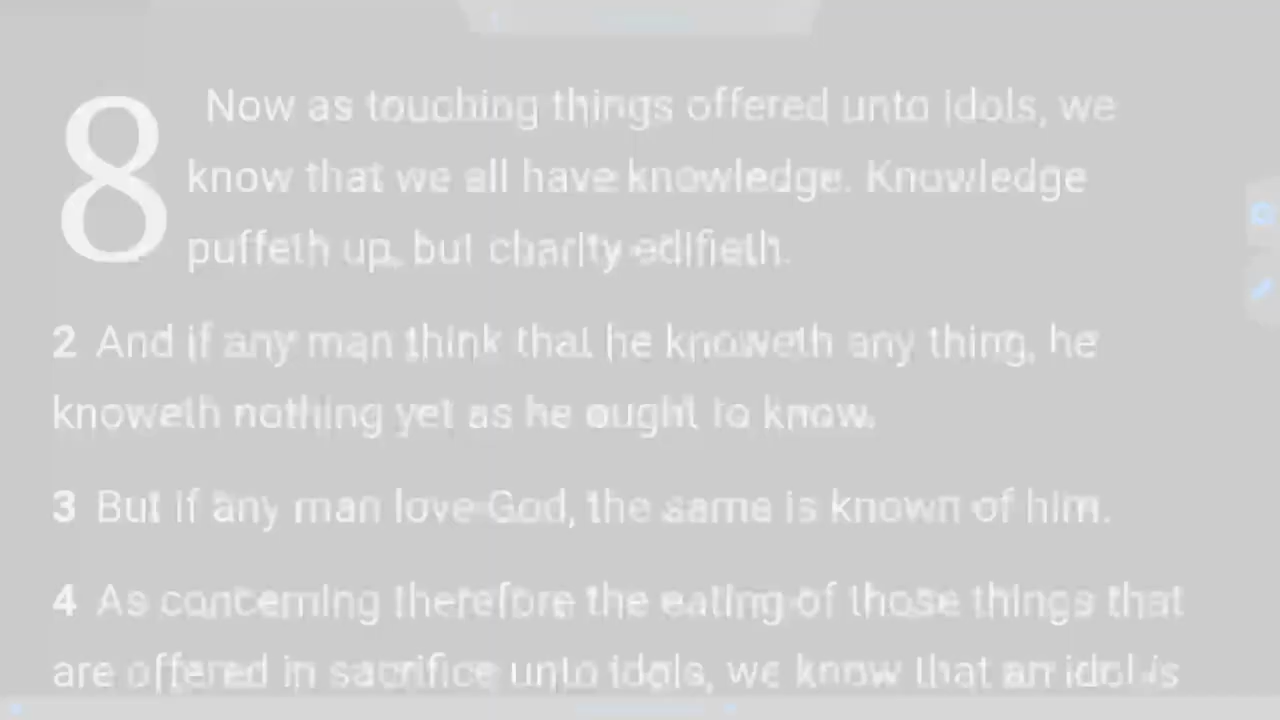 8 Now as touching things offered unto idols, we
know that we all have knowledge. Knowledge
puffeth up, but charity edifieth.
2 And if any man think that he knoweth any thing, he
knoweth nothing yet as he ought to know.
3 But if any man love God, the same is known of him.
4 As concerning therefore the eating of those things that
are offered in sacrifice unto idols, we know that an idol is